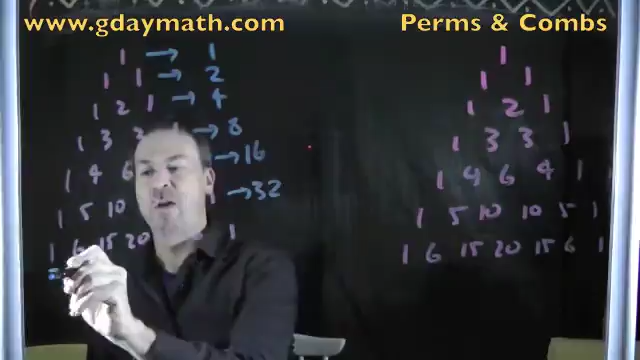 www.gdaymath.com Perms & Combs
1 → 1
1 1 → 2
1 2 1 → 4
1 3 → 8
1 4 → 16
1 5 10 → 32
1 6 15 20 1
1
1 1
1 2 1
1 3 3 1
1 4 6 4 1
1 5 10 10 5 1
1 6 15 20 15 6 1